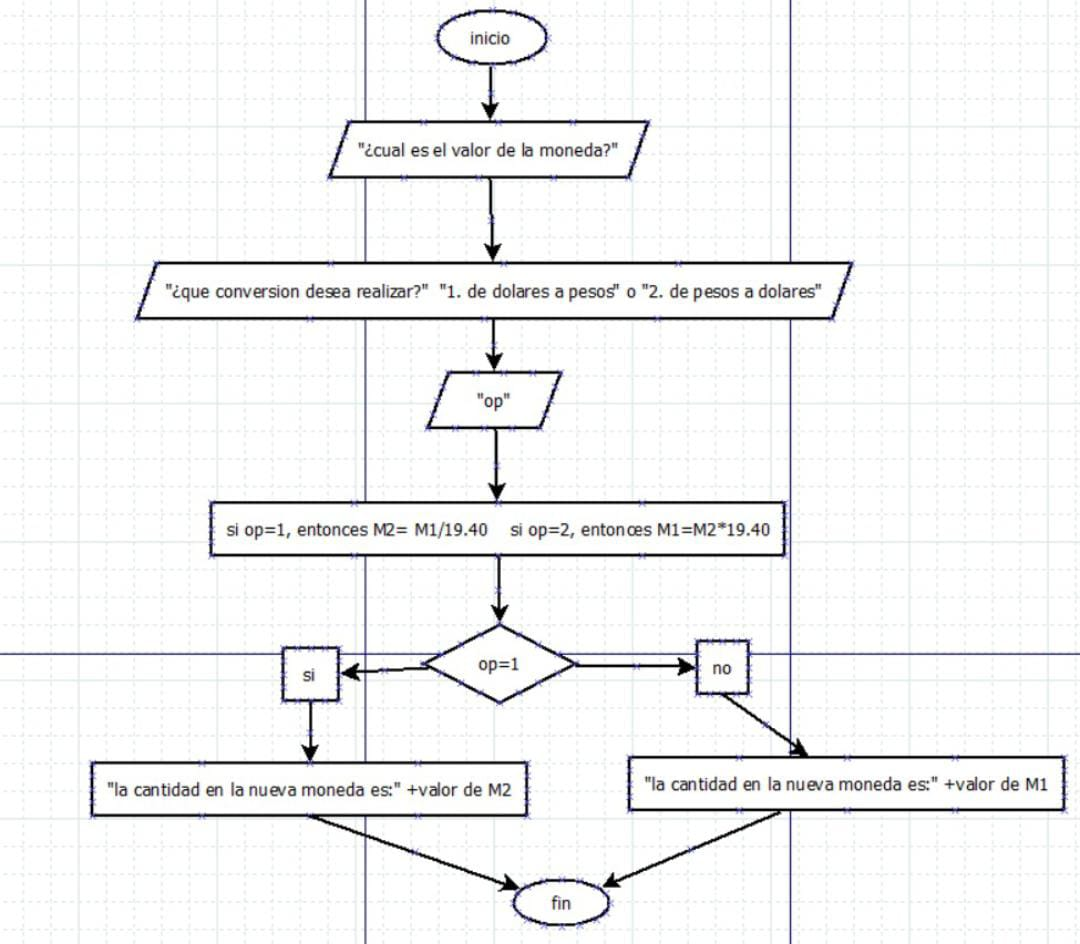 inicio
"¿cual es el valor de la moneda?"
"¿que conversion desea realizar?" "1. de dolares a pesos" o "2. de pesos a dolares"
"op"
si op=1, entonces M2= M1/19.40 si op=2, entonces M1=M2*19.40
op=1
si
no
"la cantidad en la nueva moneda es:" +valor de M2
"la cantidad en la nueva moneda es:" +valor de M1
fin